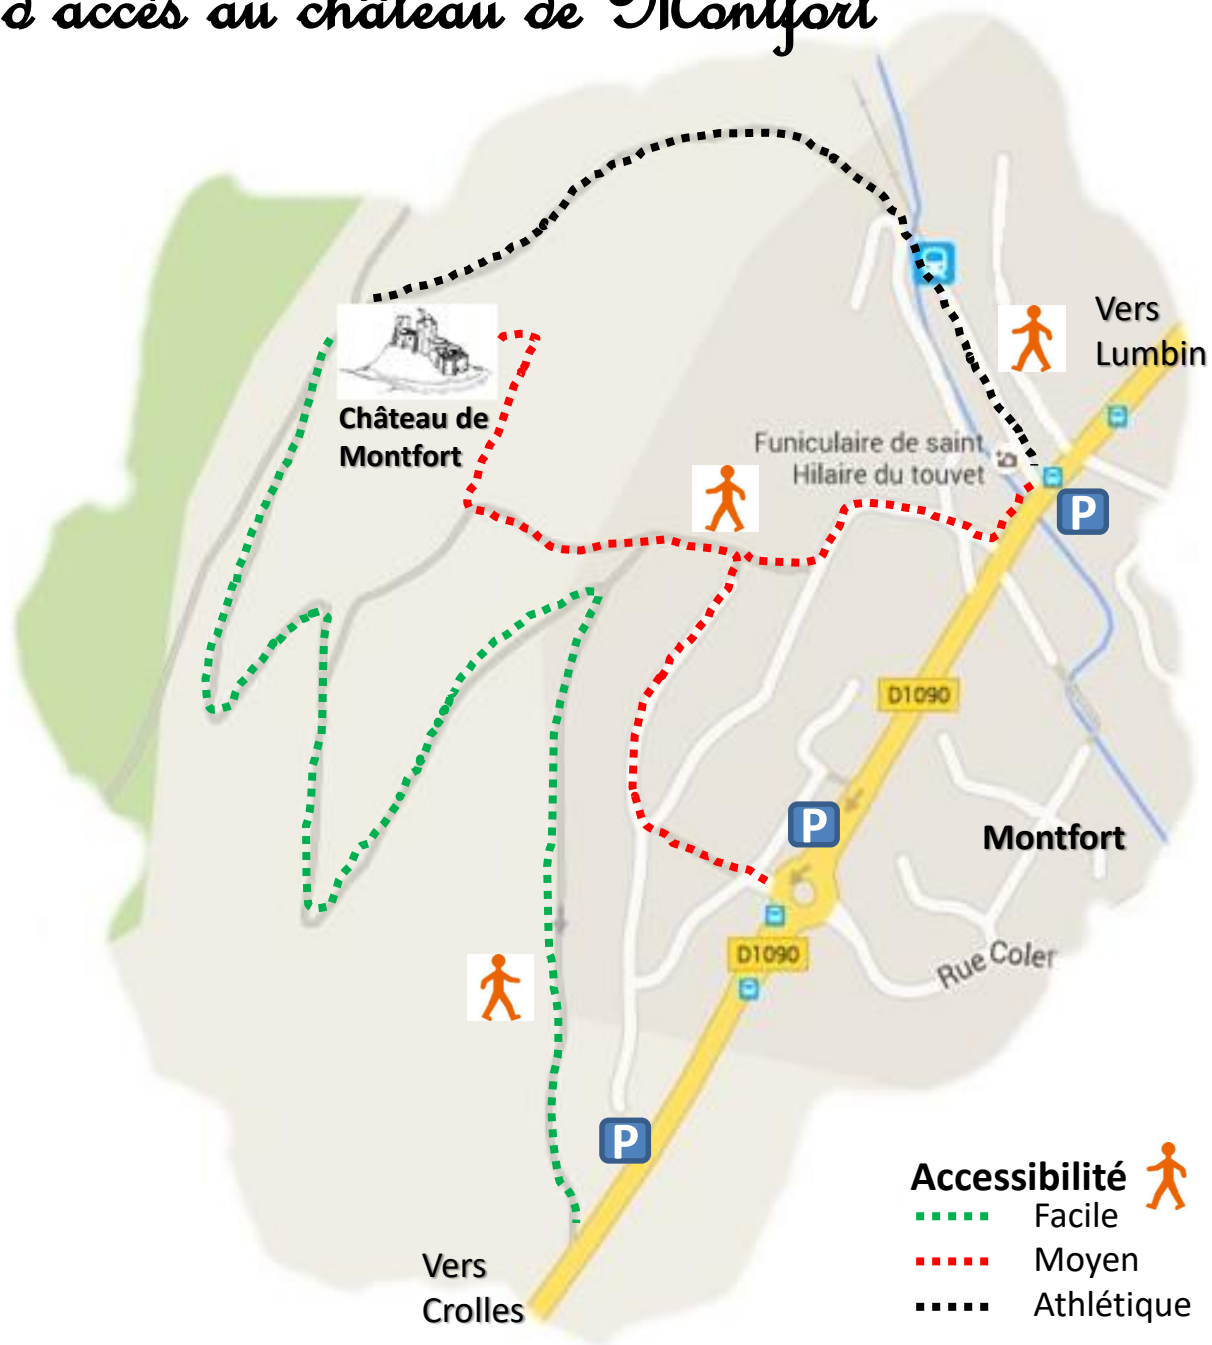 d'accès au château de Montfort
Vers
Lumbin
Château de
Montfort
Funiculaire de saint
Hilaire du touvet
P
D1090
P
Montfort
D1090
Rue Coler
P
Accessibilité
Facile
Moyen
Athlétique
Vers
Crolles